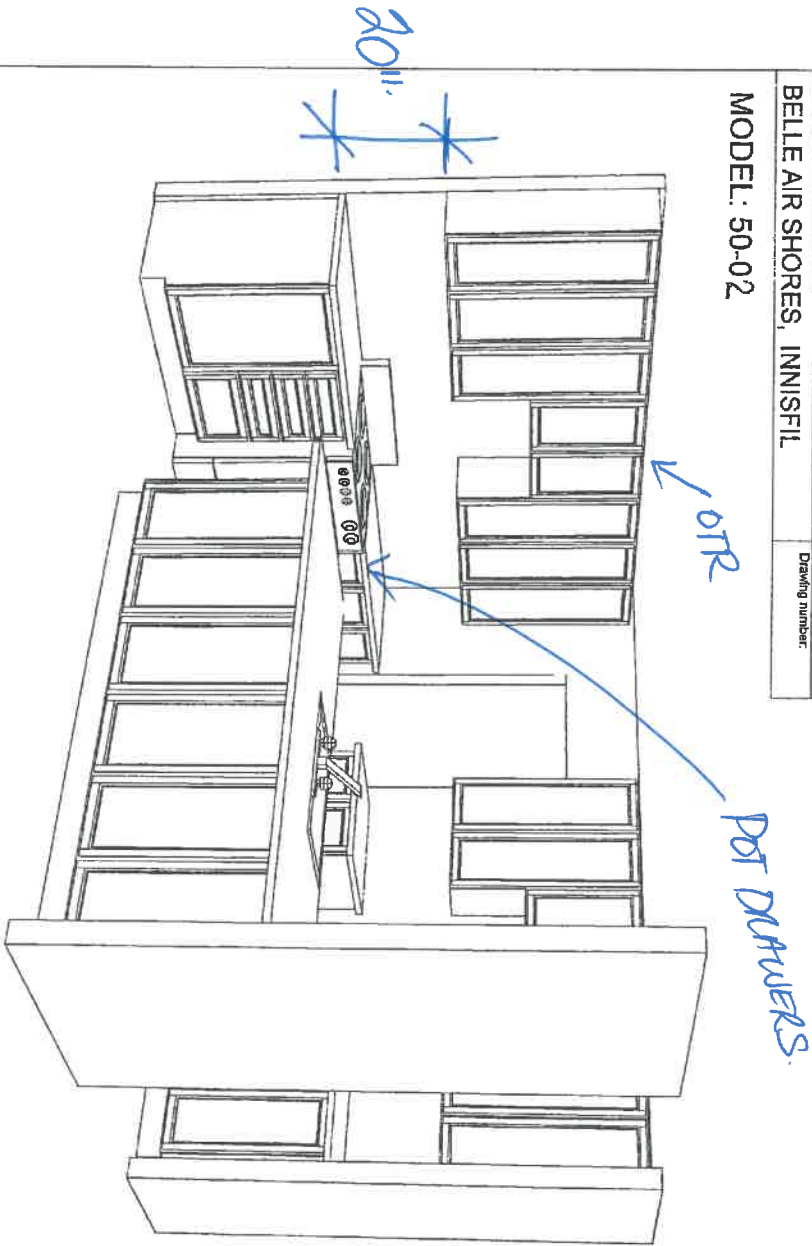 BELLE AIR SHORES, INNISFIL
Drawing number:
MODEL: 50-02
20".
OTR
POT DRAWERS.